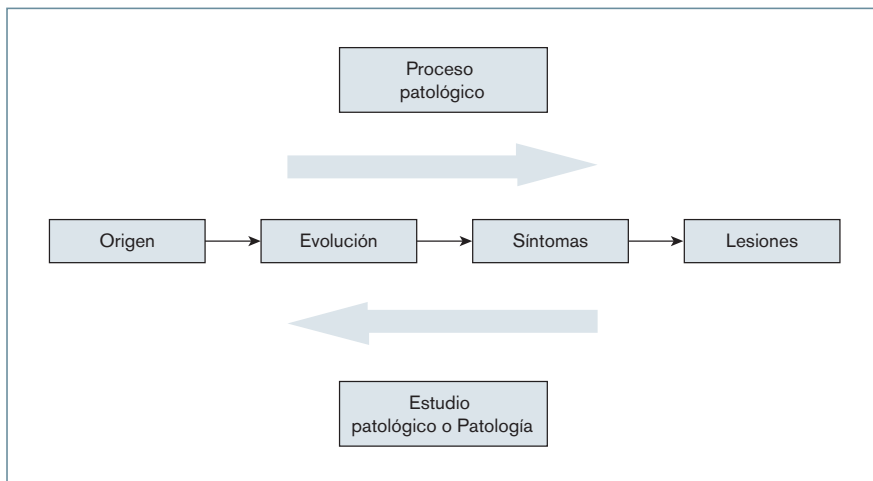 Proceso
patológico
Origen
Evolución
Síntomas
Lesiones
Estudio
patológico o Patología